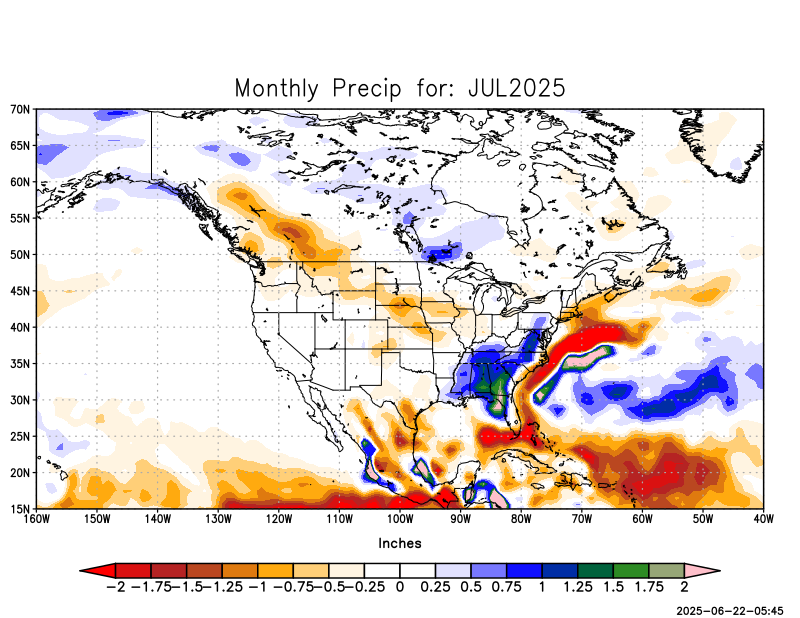 Monthly Precip for: JUL2025
70N
65N
60N
55N
50N
45N
40N
35N
30N
25N
20N
15N
160W 150W 140W 130W 120W 110W 100W 90W 80W 70W 60W 50W 40W
Inches
−2 −1.75 −1.5 −1.25 −1 −0.75 −0.5 −0.25 0 0.25 0.5 0.75 1 1.25 1.5 1.75 2
2025-06-22-05:45